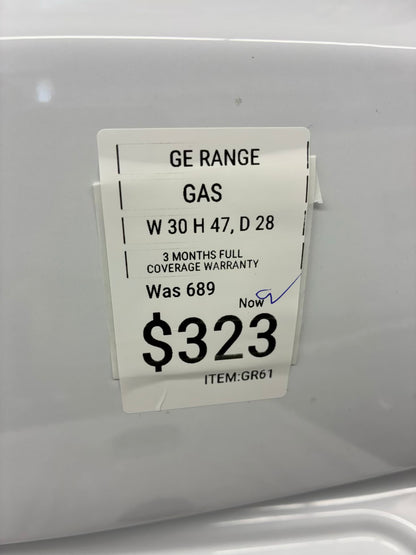 GE RANGE
GAS
W 30 H 47, D 28
3 MONTHS FULL
COVERAGE WARRANTY
Was 689
Now
$323
ITEM:GR61